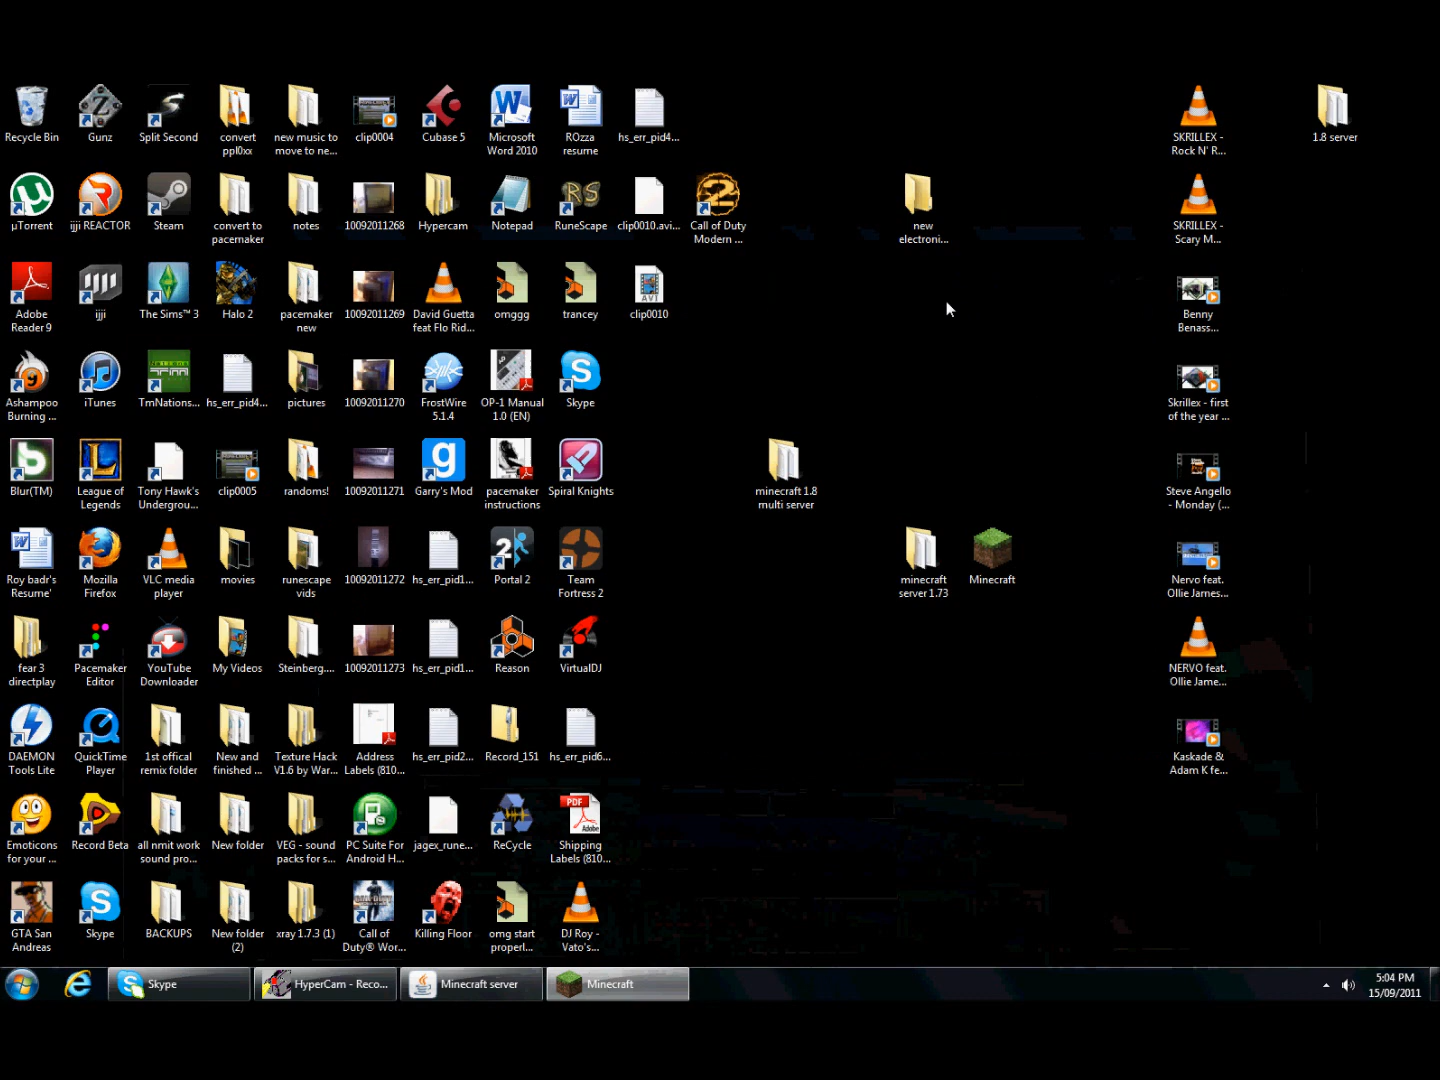 Recycle Bin
Gunz
Split Second
convert
ppl0xx
new music to
move to ne...
clip0004
Cubase 5
Microsoft
Word 2010
ROzza
resume
hs_err_pid4...
SKRILLEX -
Rock N' R...
1.8 server
µTorrent
ijji REACTOR
Steam
convert to
pacemaker
notes
10092011268
Hypercam
Notepad
RuneScape
clip0010.avi...
Call of Duty
Modern ...
new
electroni...
SKRILLEX -
Scary M...
Adobe
Reader 9
ijji
The Sims™ 3
Halo 2
pacemaker
new
10092011269
David Guetta
feat Flo Rid...
omggg
trancey
clip0010
Benny
Benass...
Ashampoo
Burning ...
iTunes
TmNations...
hs_err_pid4...
pictures
10092011270
FrostWire
5.1.4
OP-1 Manual
1.0 (EN)
Skype
Skrillex - first
of the year ...
Blur(TM)
League of
Legends
Tony Hawk's
Undergrou...
clip0005
randoms!
10092011271
Garry's Mod
pacemaker
instructions
Spiral Knights
minecraft 1.8
multi server
Steve Angello
- Monday (...
Roy badr's
Resume'
Mozilla
Firefox
VLC media
player
movies
runescape
vids
10092011272
hs_err_pid1...
Portal 2
Team
Fortress 2
minecraft
server 1.73
Minecraft
Nervo feat.
Ollie James...
fear 3
directplay
Pacemaker
Editor
YouTube
Downloader
My Videos
Steinberg....
10092011273
hs_err_pid1...
Reason
VirtualDJ
NERVO feat.
Ollie Jame...
DAEMON
Tools Lite
QuickTime
Player
1st offical
remix folder
New and
finished ...
Texture Hack
V1.6 by War...
Address
Labels (810...
hs_err_pid2...
Record_151
hs_err_pid6...
Kaskade &
Adam K fe...
Emoticons
for your ...
Record Beta
all nmit work
sound pro...
New folder
VEG - sound
packs for s...
PC Suite For
Android H...
jagex_rune...
ReCycle
Shipping
Labels (810...
GTA San
Andreas
Skype
BACKUPS
New folder
(2)
xray 1.7.3 (1)
Call of
Duty® Wor...
Killing Floor
omg start
properl...
DJ Roy -
Vato's...
Skype
HyperCam - Reco...
Minecraft server
Minecraft
5:04 PM
15/09/2011